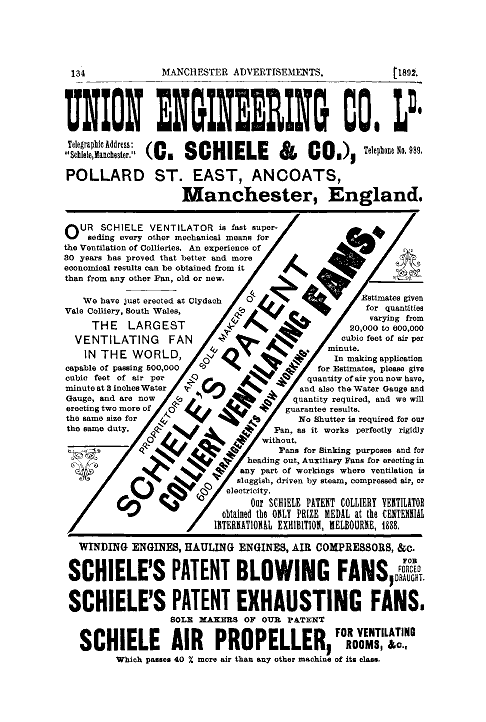 134 MANCHESTER ADVERTISEMENTS. [1892.
UNION ENGINEERING CO. LD.
Telegraphic Address:
"Schiele, Manchester."
(C. SCHIELE & CO.),
Telephone No. 989.
POLLARD ST. EAST, ANCOATS,
Manchester, England.
OUR SCHIELE VENTILATOR is fast super-
seding every other mechanical means for
the Ventilation of Collieries. An experience of
30 years has proved that better and more
economical results can be obtained from it
than from any other Fan, old or new.
We have just erected at Clydach
Vale Colliery, South Wales,
THE LARGEST
VENTILATING FAN
IN THE WORLD,
capable of passing 500,000
cubic feet of air per
minute at 3 inches Water
Gauge, and are now
erecting two more of
the same size for
the same duty.
PROPRIETORS AND SOLE MAKERS OF
SCHIELE'S PATENT
COLLIERY VENTILATING FANS.
600 ARRANGEMENTS NOW WORKING.
Estimates given
for quantities
varying from
20,000 to 600,000
cubic feet of air per
minute.
In making application
for Estimates, please give
quantity of air you now have,
and also the Water Gauge and
quantity required, and we will
guarantee results.
No Shutter is required for our
Fan, as it works perfectly rigidly
without.
Fans for Sinking purposes and for
heading out, Auxiliary Fans for erecting in
any part of workings where ventilation is
sluggish, driven by steam, compressed air, or
electricity.
Our SCHIELE PATENT COLLIERY VENTILATOR
obtained the ONLY PRIZE MEDAL at the CENTENNIAL
INTERNATIONAL EXHIBITION, MELBOURNE, 1888.
WINDING ENGINES, HAULING ENGINES, AIR COMPRESSORS, &c.
SCHIELE'S PATENT BLOWING FANS, FOR FORCED DRAUGHT.
SCHIELE'S PATENT EXHAUSTING FANS.
SOLE MAKERS OF OUR PATENT
SCHIELE AIR PROPELLER, FOR VENTILATING ROOMS, &c.,
Which passes 40 % more air than any other machine of its class.